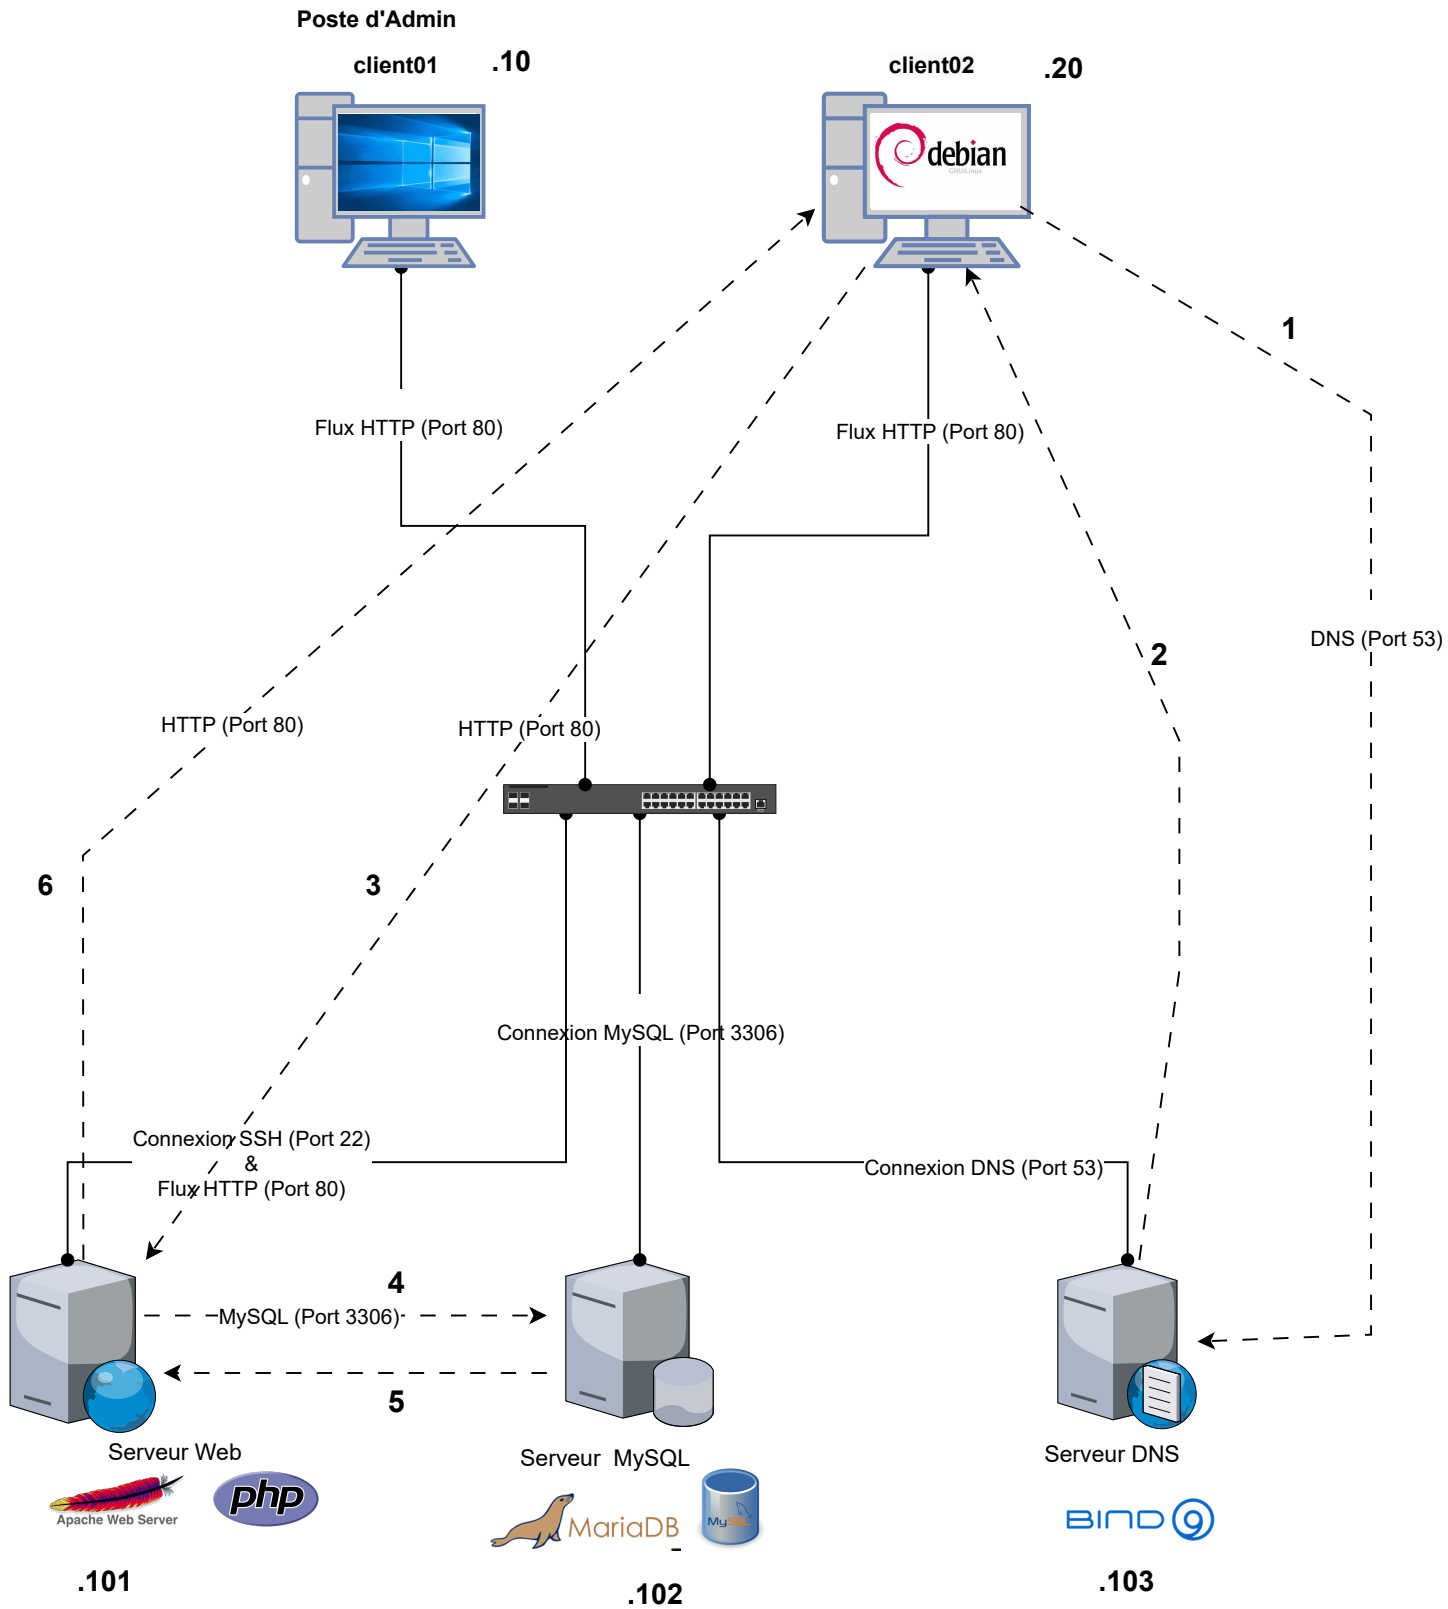 Poste d'Admin
client01
.10
client02
.20
debian
GNU/Linux
1
Flux HTTP (Port 80)
Flux HTTP (Port 80)
DNS (Port 53)
2
HTTP (Port 80)
HTTP (Port 80)
6
3
Connexion MySQL (Port 3306)
Connexion SSH (Port 22)
&
Flux HTTP (Port 80)
Connexion DNS (Port 53)
4
MySQL (Port 3306)
5
Serveur Web
Serveur MySQL
Serveur DNS
Apache Web Server
php
MariaDB
MySQL
BIND 9
.101
.102
.103